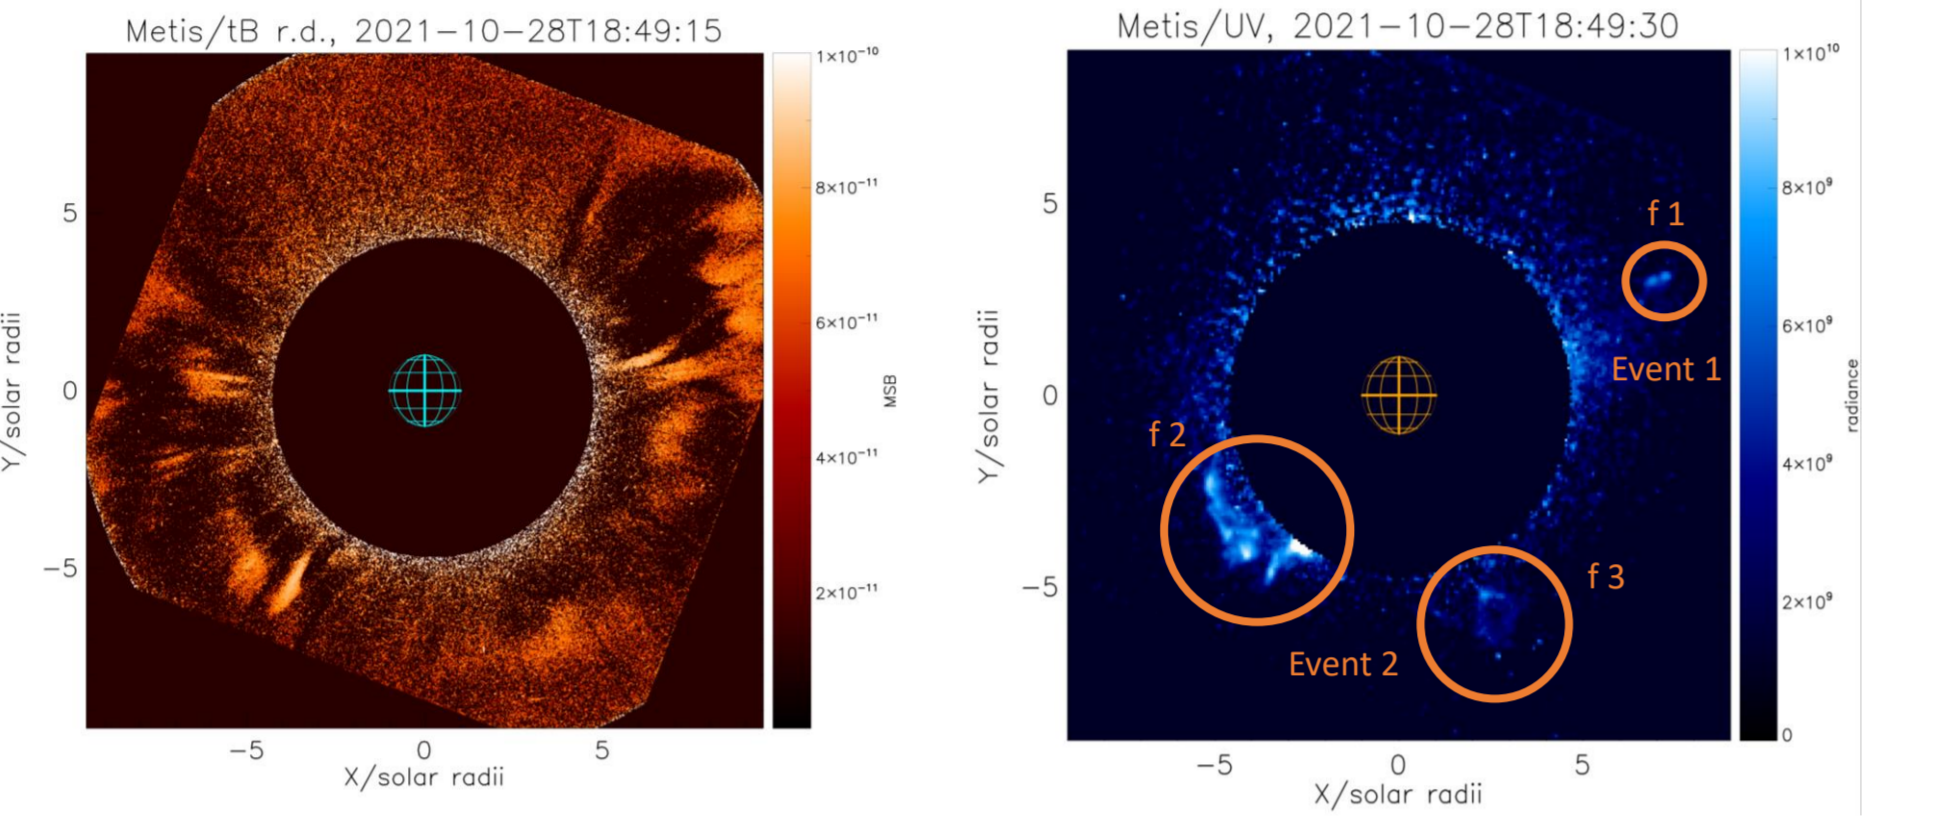 Metis/tB r.d., 2021−10−28T18:49:15
1×10⁻¹⁰
8×10⁻¹¹
6×10⁻¹¹
4×10⁻¹¹
2×10⁻¹¹
MSB
5
0
−5
Y/solar radii
−5 0 5
X/solar radii
Metis/UV, 2021−10−28T18:49:30
1×10¹⁰
8×10⁹
6×10⁹
4×10⁹
2×10⁹
0
radiance
5
0
−5
Y/solar radii
f 1
Event 1
f 2
f 3
Event 2
−5 0 5
X/solar radii